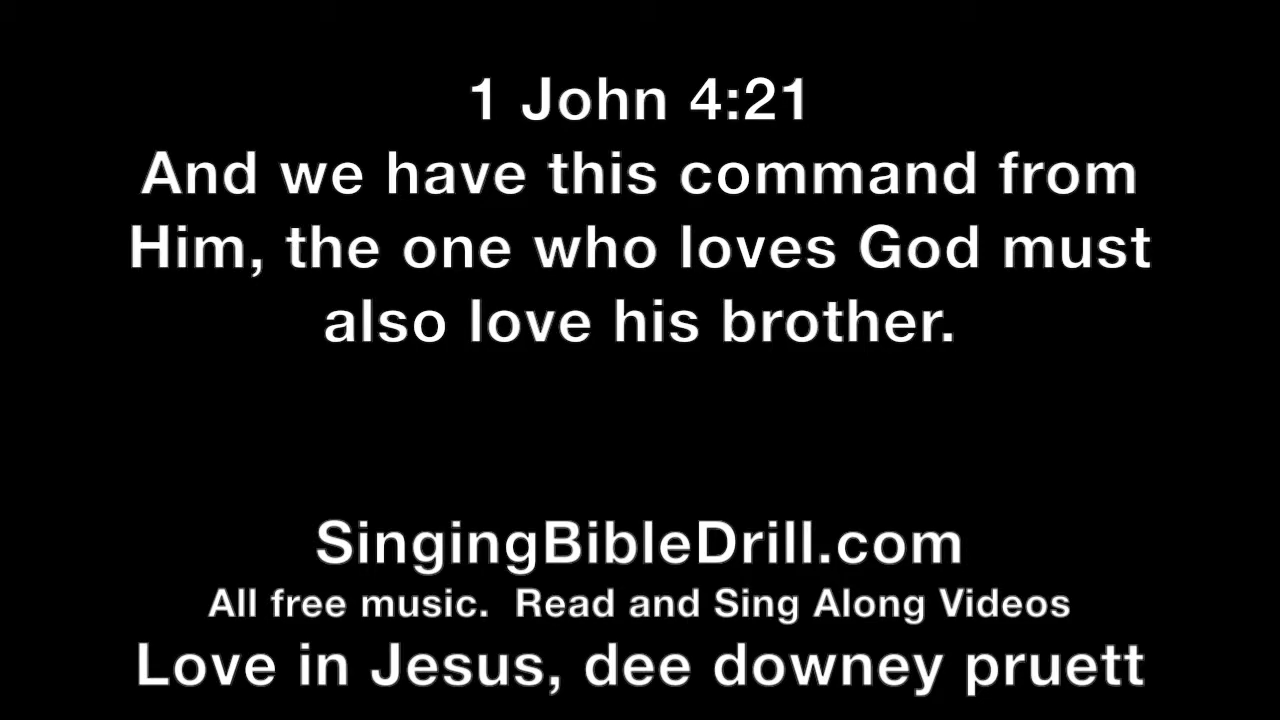 1 John 4:21
And we have this command from
Him, the one who loves God must
also love his brother.
SingingBibleDrill.com
All free music.  Read and Sing Along Videos
Love in Jesus, dee downey pruett